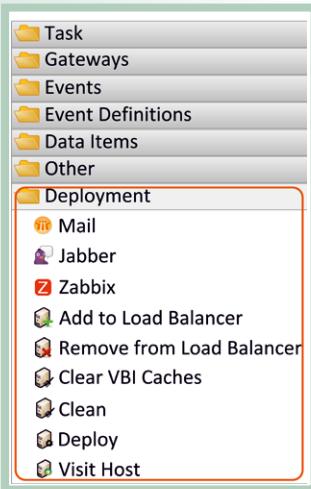 Task
Gateways
Events
Event Definitions
Data Items
Other
Deployment
Mail
Jabber
Z Zabbix
Add to Load Balancer
Remove from Load Balancer
Clear VBI Caches
Clean
Deploy
Visit Host